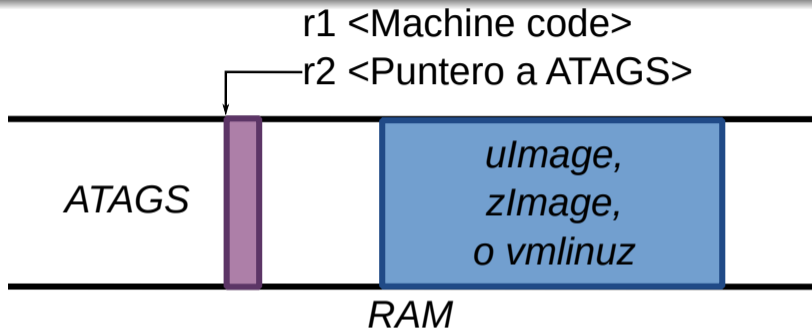 r1 <Machine code>
r2 <Puntero a ATAGS>
ATAGS
uImage,
zImage,
o vmlinuz
RAM